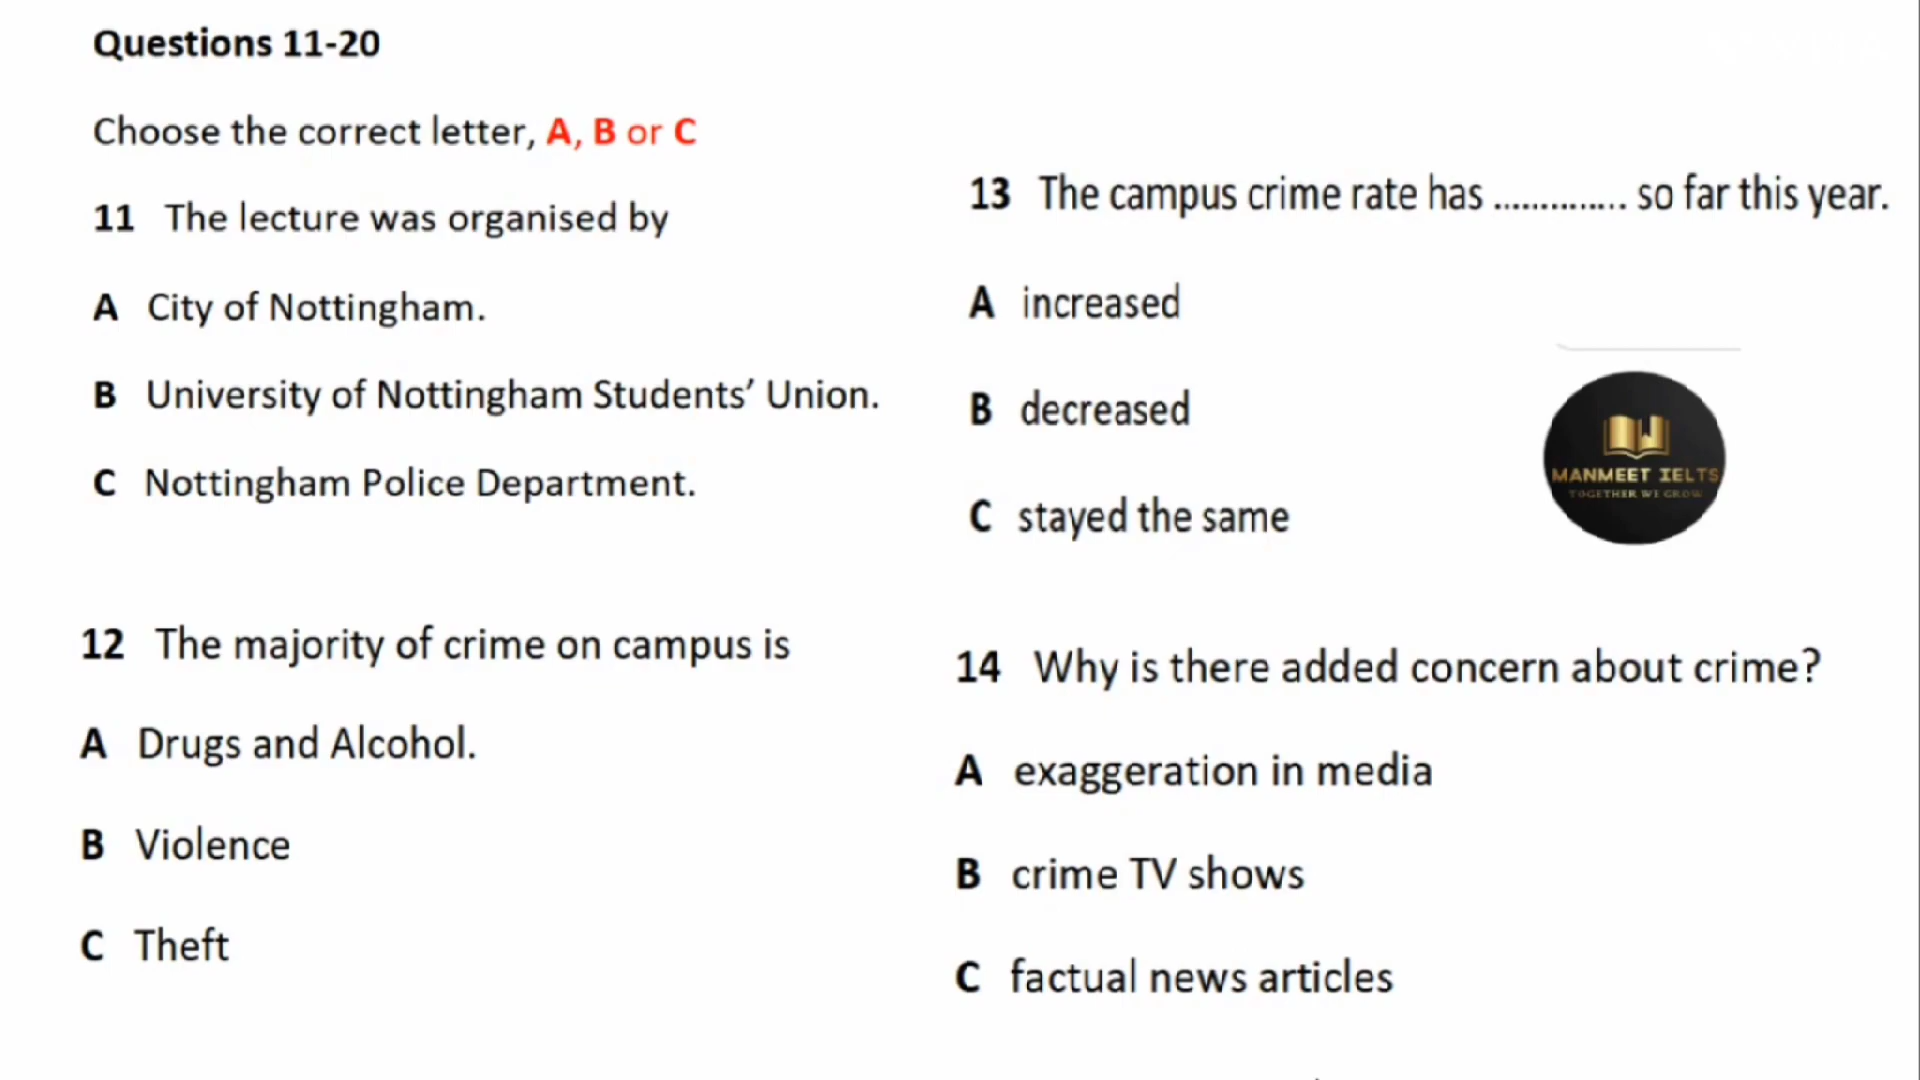 Questions 11-20
Choose the correct letter, A, B or C
11 The lecture was organised by
A City of Nottingham.
B University of Nottingham Students’ Union.
C Nottingham Police Department.
12 The majority of crime on campus is
A Drugs and Alcohol.
B Violence
C Theft
13 The campus crime rate has .............. so far this year.
A increased
B decreased
C stayed the same
MANMEET IELTS
TOGETHER WE GROW
14 Why is there added concern about crime?
A exaggeration in media
B crime TV shows
C factual news articles